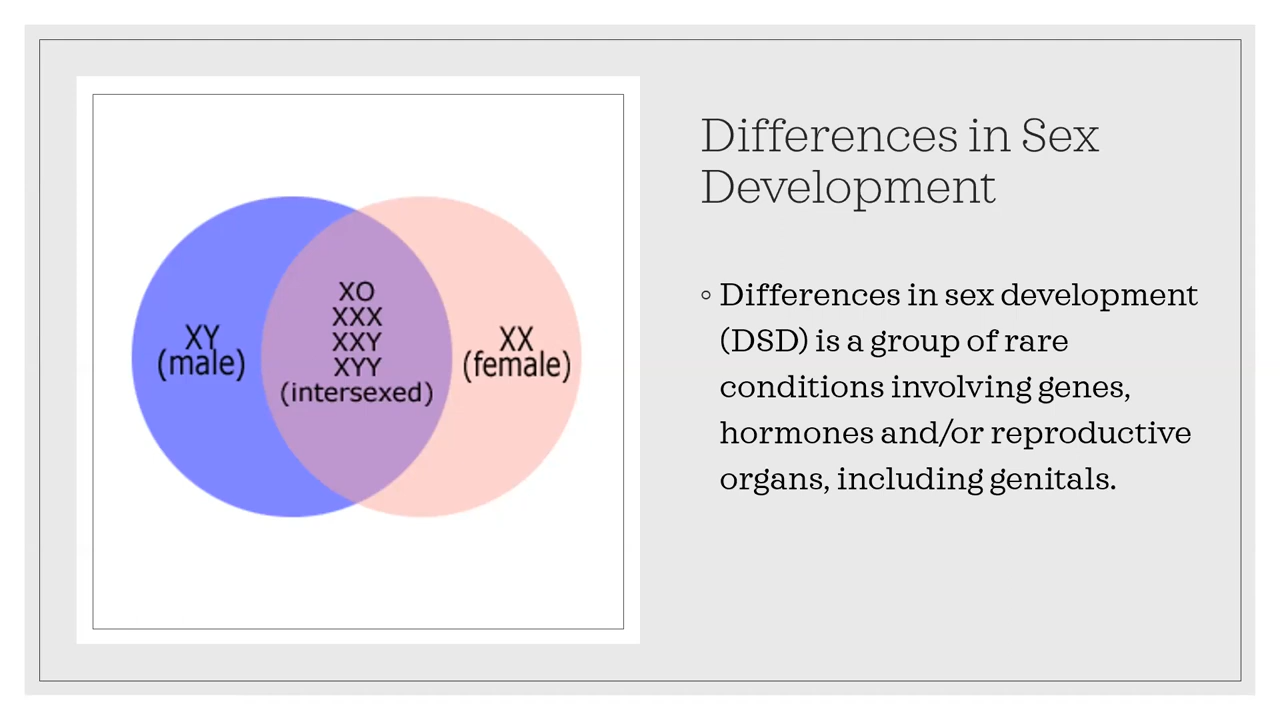 Differences in Sex
Development
◦ Differences in sex development
(DSD) is a group of rare
conditions involving genes,
hormones and/or reproductive
organs, including genitals.
XY
(male)
XO
XXX
XXY
XYY
(intersexed)
XX
(female)